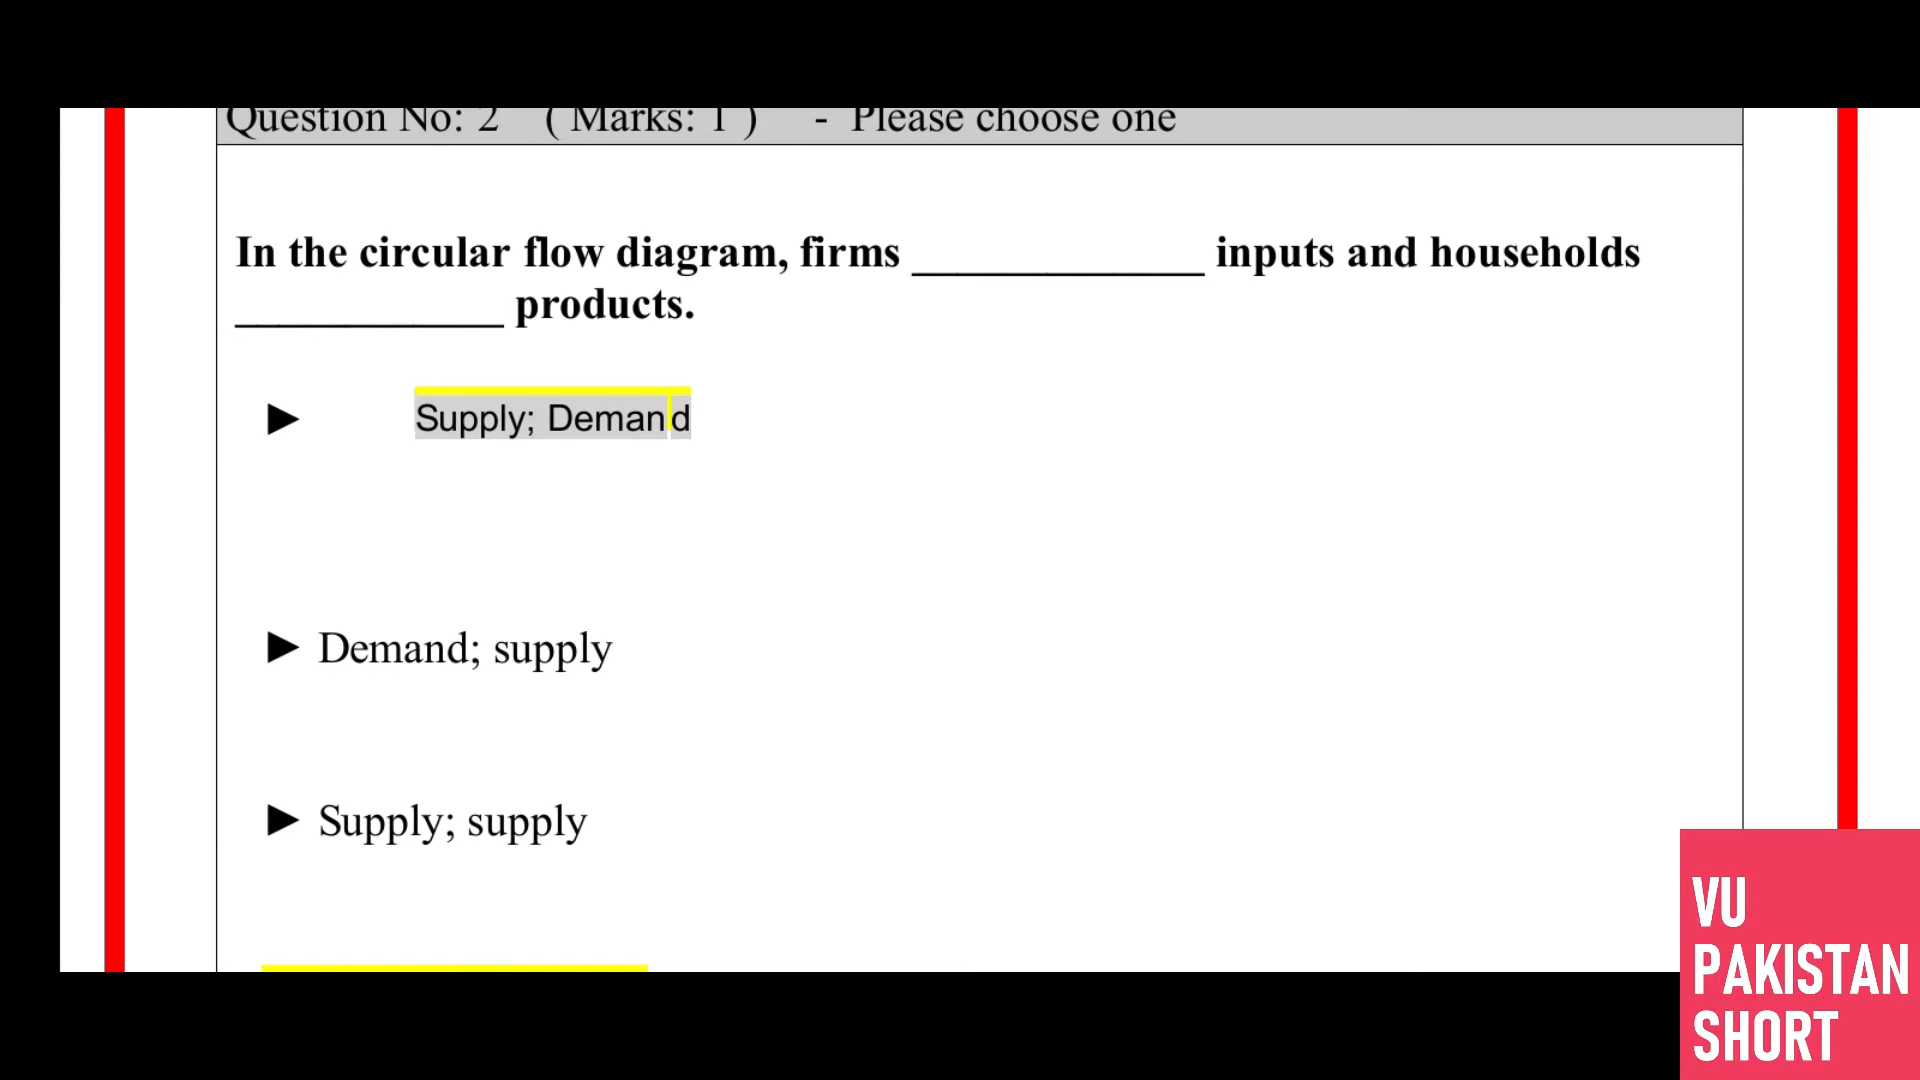 Question No: 2 ( Marks: 1 ) - Please choose one
In the circular flow diagram, firms _____________ inputs and households
____________ products.
► Supply; Demand
► Demand; supply
► Supply; supply
VU
PAKISTAN
SHORT